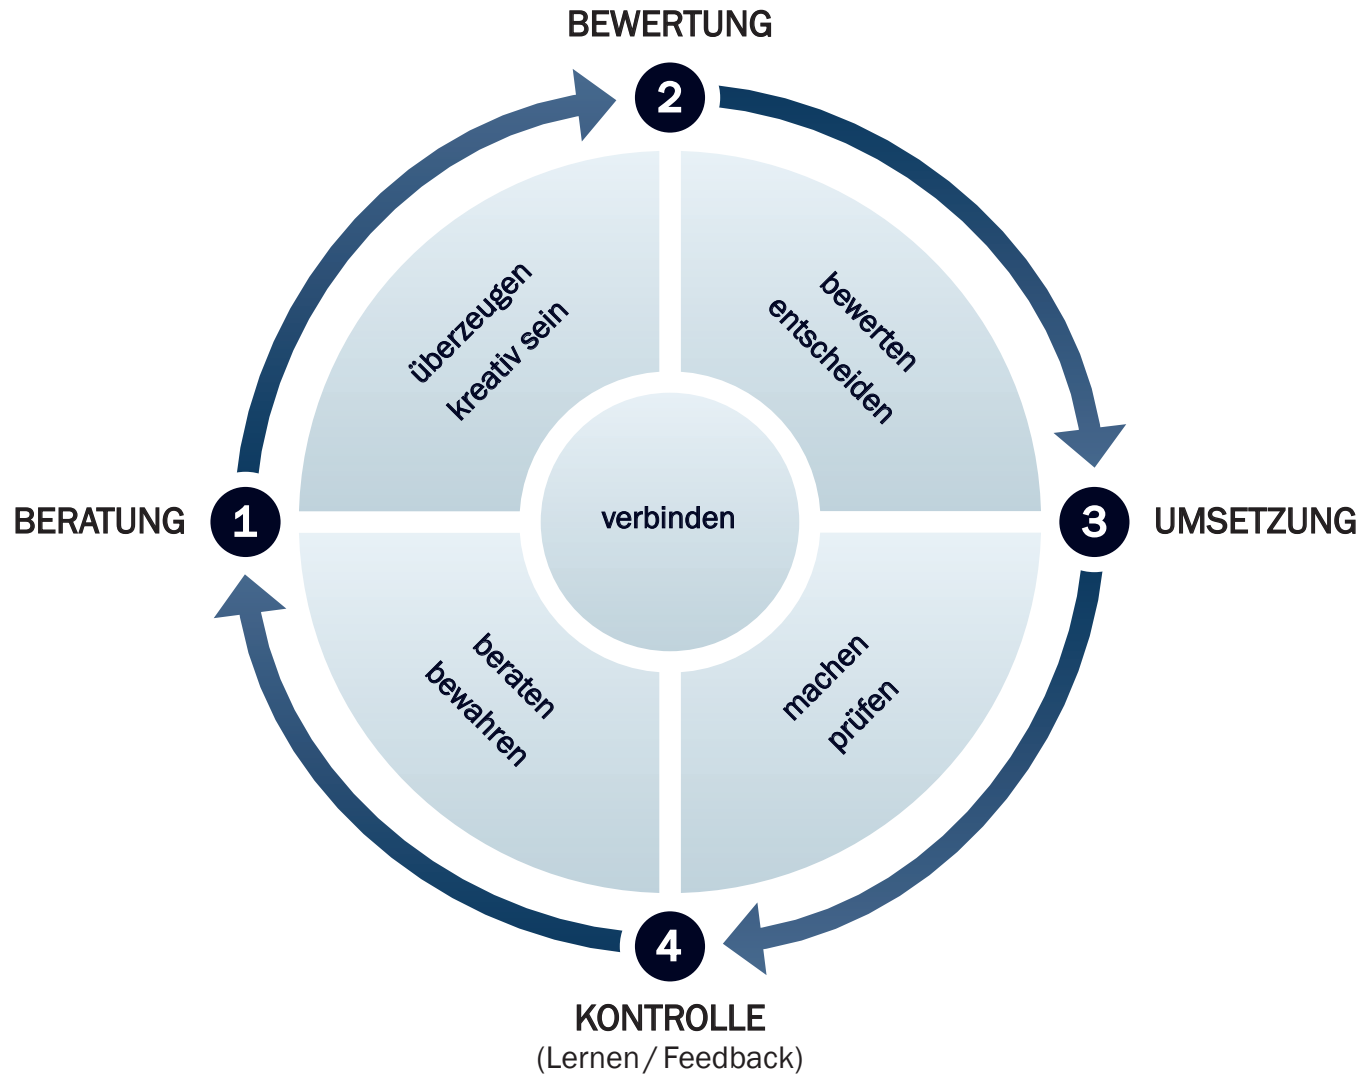 BEWERTUNG
2
überzeugen
kreativ sein
bewerten
entscheiden
BERATUNG
1
verbinden
3
UMSETZUNG
beraten
bewahren
machen
prüfen
4
KONTROLLE
(Lernen / Feedback)